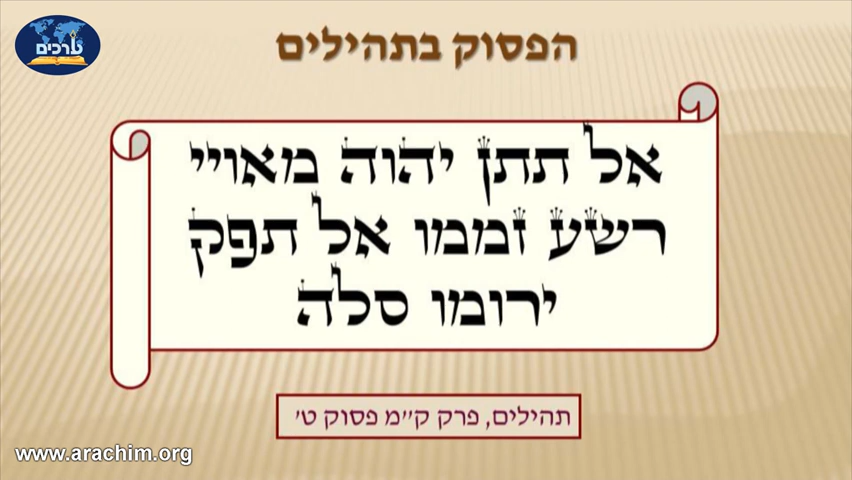 ערכים
הפסוק בתהילים
אל תתן יהוה מאויי
רשע זממו אל תפק
ירומו סלה
תהילים, פרק ק״מ פסוק ט׳
www.arachim.org